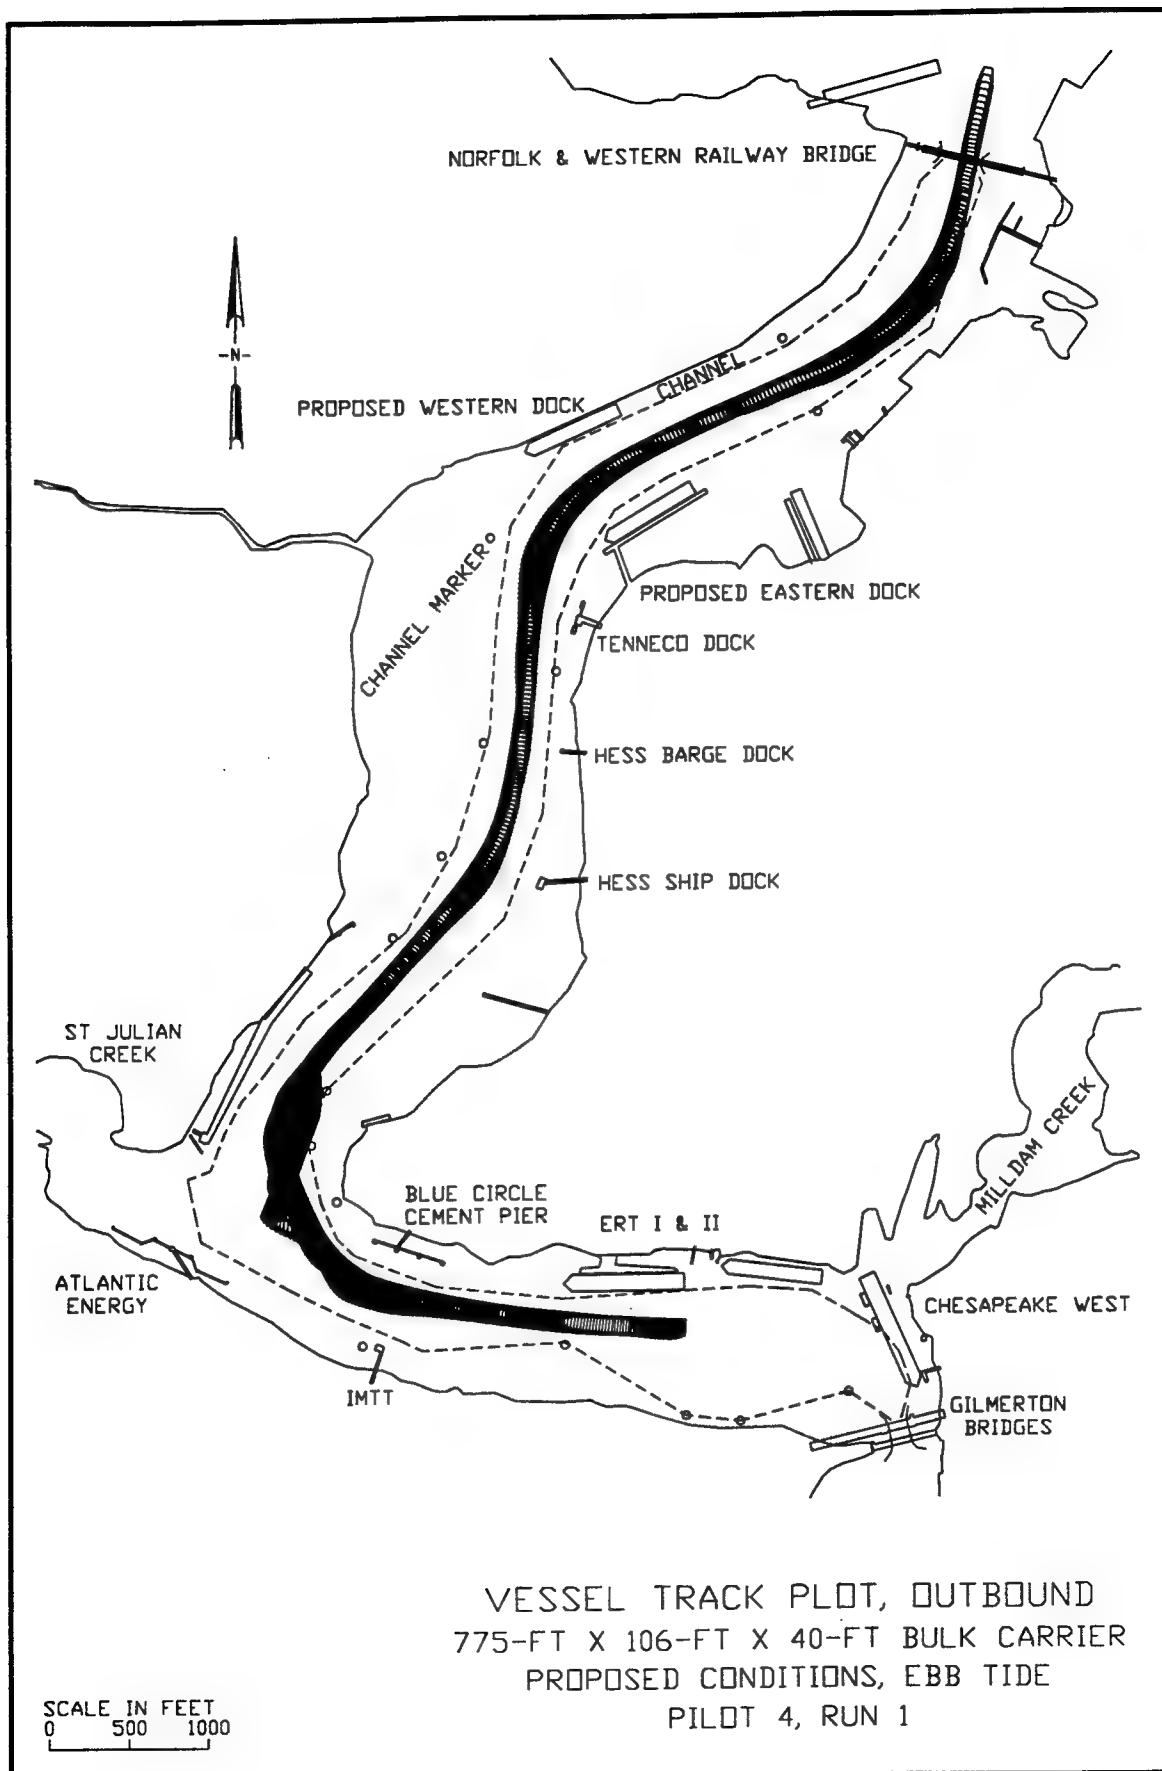 NORFOLK & WESTERN RAILWAY BRIDGE
-N-
CHANNEL
PROPOSED WESTERN DOCK
CHANNEL MARKER
PROPOSED EASTERN DOCK
TENNECO DOCK
HESS BARGE DOCK
HESS SHIP DOCK
ST JULIAN
CREEK
MILLDAM CREEK
BLUE CIRCLE
CEMENT PIER
ERT I & II
ATLANTIC
ENERGY
CHESAPEAKE WEST
IMTT
GILMERTON
BRIDGES
VESSEL TRACK PLOT, OUTBOUND
775-FT X 106-FT X 40-FT BULK CARRIER
PROPOSED CONDITIONS, EBB TIDE
PILOT 4, RUN 1
SCALE IN FEET
0 500 1000